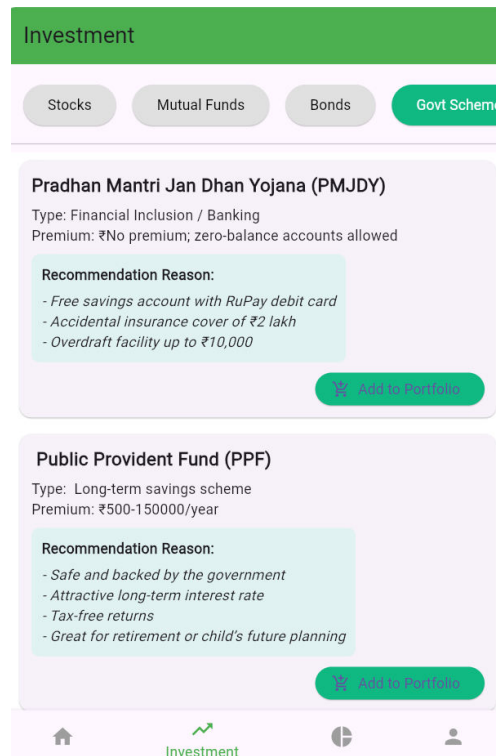 Investment
Stocks
Mutual Funds
Bonds
Govt Scheme
Pradhan Mantri Jan Dhan Yojana (PMJDY)
Type: Financial Inclusion / Banking
Premium: ₹No premium; zero-balance accounts allowed
Recommendation Reason:
- Free savings account with RuPay debit card
- Accidental insurance cover of ₹2 lakh
- Overdraft facility up to ₹10,000
Add to Portfolio
Public Provident Fund (PPF)
Type:  Long-term savings scheme
Premium: ₹500-150000/year
Recommendation Reason:
- Safe and backed by the government
- Attractive long-term interest rate
- Tax-free returns
- Great for retirement or child's future planning
Add to Portfolio
Investment